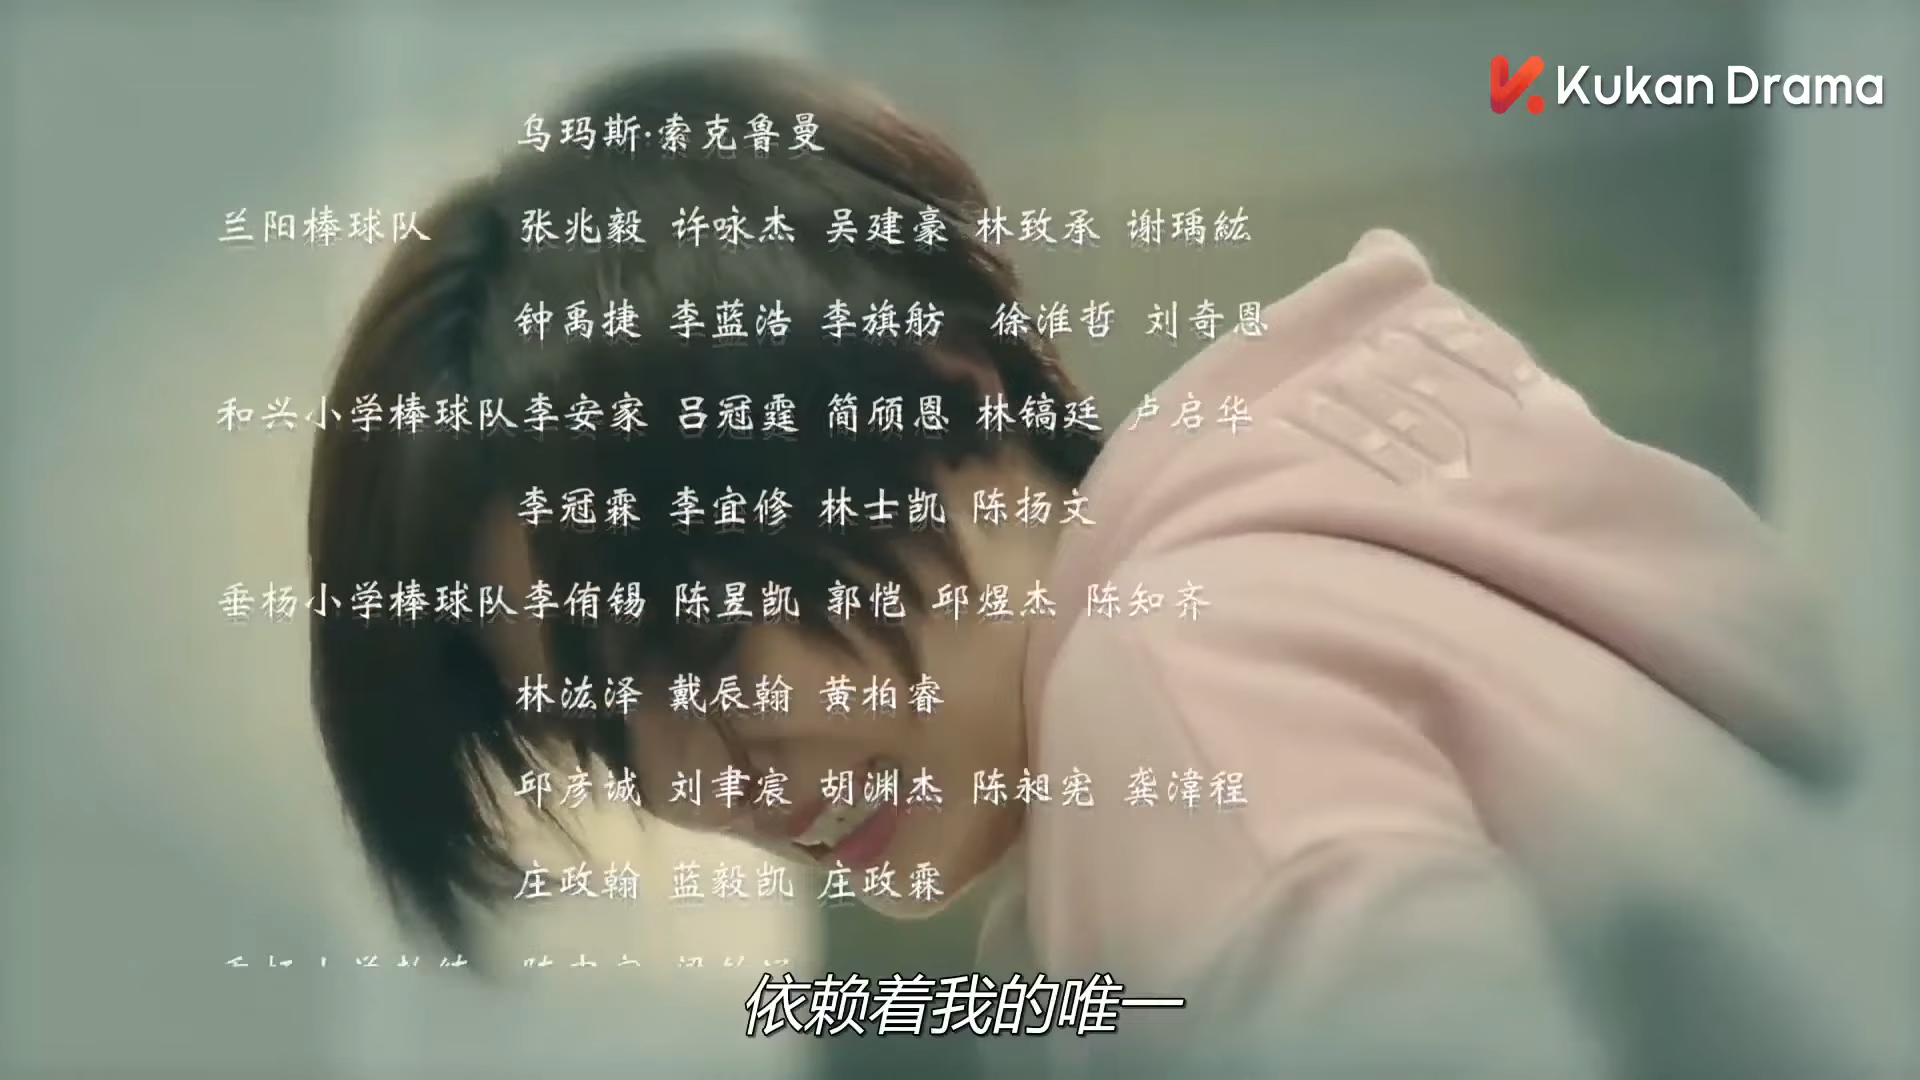 Kukan Drama
乌玛斯·索克鲁曼
兰阳棒球队 张兆毅 许咏杰 吴建豪 林致承 谢瑀紘
钟禹捷 李蓝浩 李旗舫 徐淮哲 刘奇恩
和兴小学棒球队 李安家 吕冠霆 简颀恩 林镐廷 卢启华
李冠霖 李宜修 林士凯 陈扬文
垂杨小学棒球队 李侑锡 陈昱凯 郭恺 邱煜杰 陈知齐
林浤泽 戴辰翰 黄柏睿
邱彦诚 刘聿宸 胡渊杰 陈昶宪 龚湋程
庄政翰 蓝毅凯 庄政霖
依赖着我的唯一